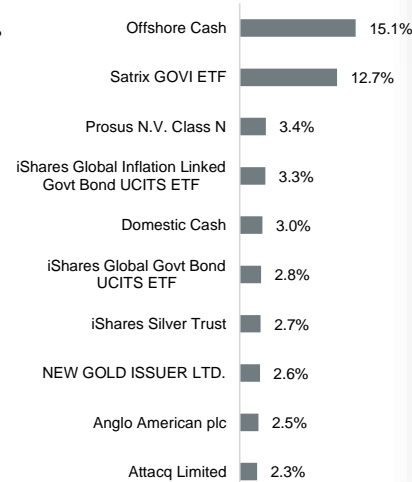 Offshore Cash 15.1%
Satrix GOVI ETF 12.7%
Prosus N.V. Class N 3.4%
iShares Global Inflation Linked
Govt Bond UCITS ETF 3.3%
Domestic Cash 3.0%
iShares Global Govt Bond
UCITS ETF 2.8%
iShares Silver Trust 2.7%
NEW GOLD ISSUER LTD. 2.6%
Anglo American plc 2.5%
Attacq Limited 2.3%